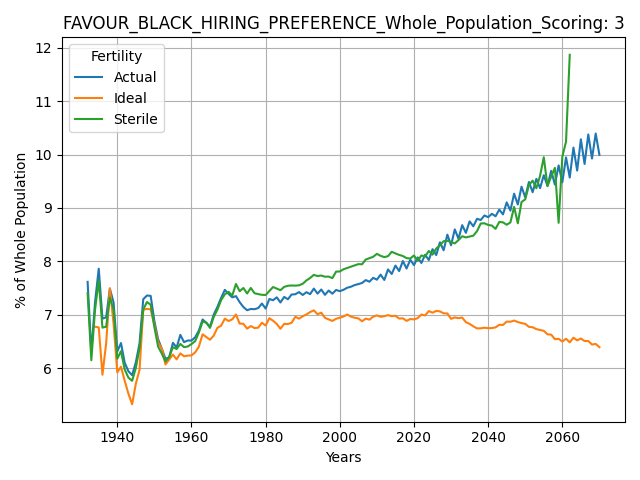 FAVOUR_BLACK_HIRING_PREFERENCE_Whole_Population_Scoring: 3
Fertility
Actual
Ideal
Sterile
% of Whole Population
12
11
10
9
8
7
6
1940
1960
1980
2000
2020
2040
2060
Years